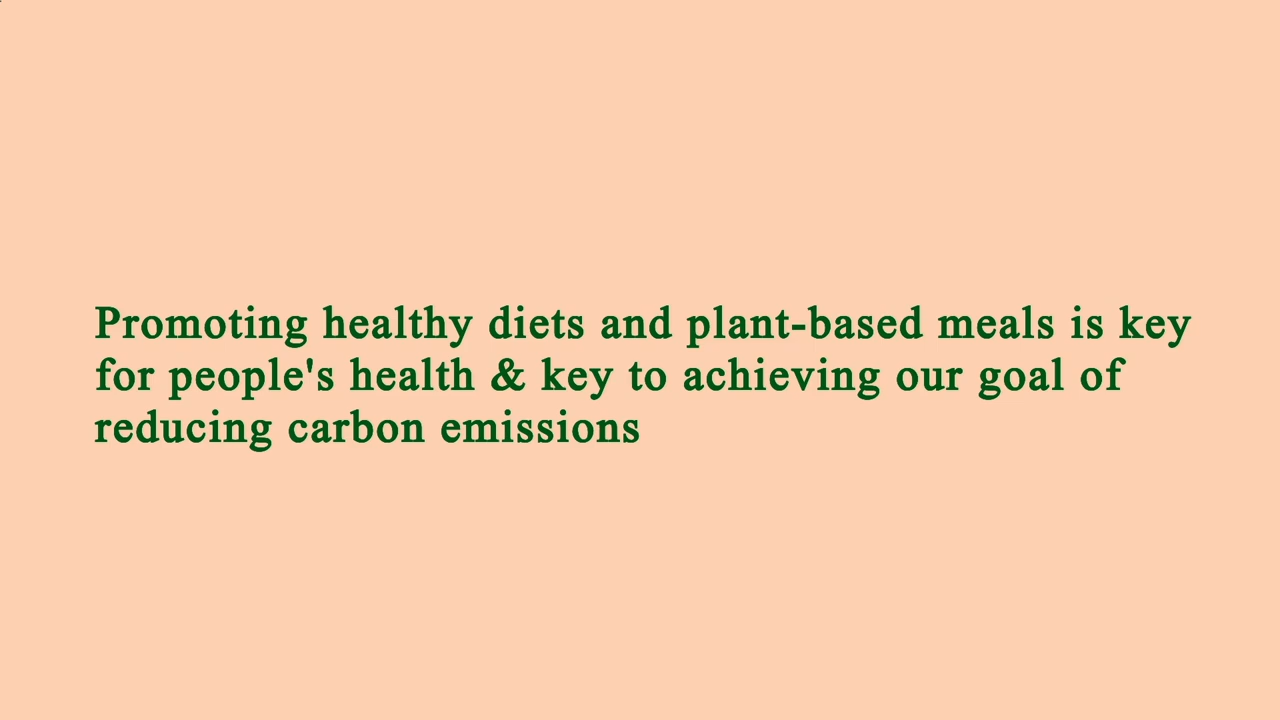 Promoting healthy diets and plant-based meals is key
for people's health & key to achieving our goal of
reducing carbon emissions